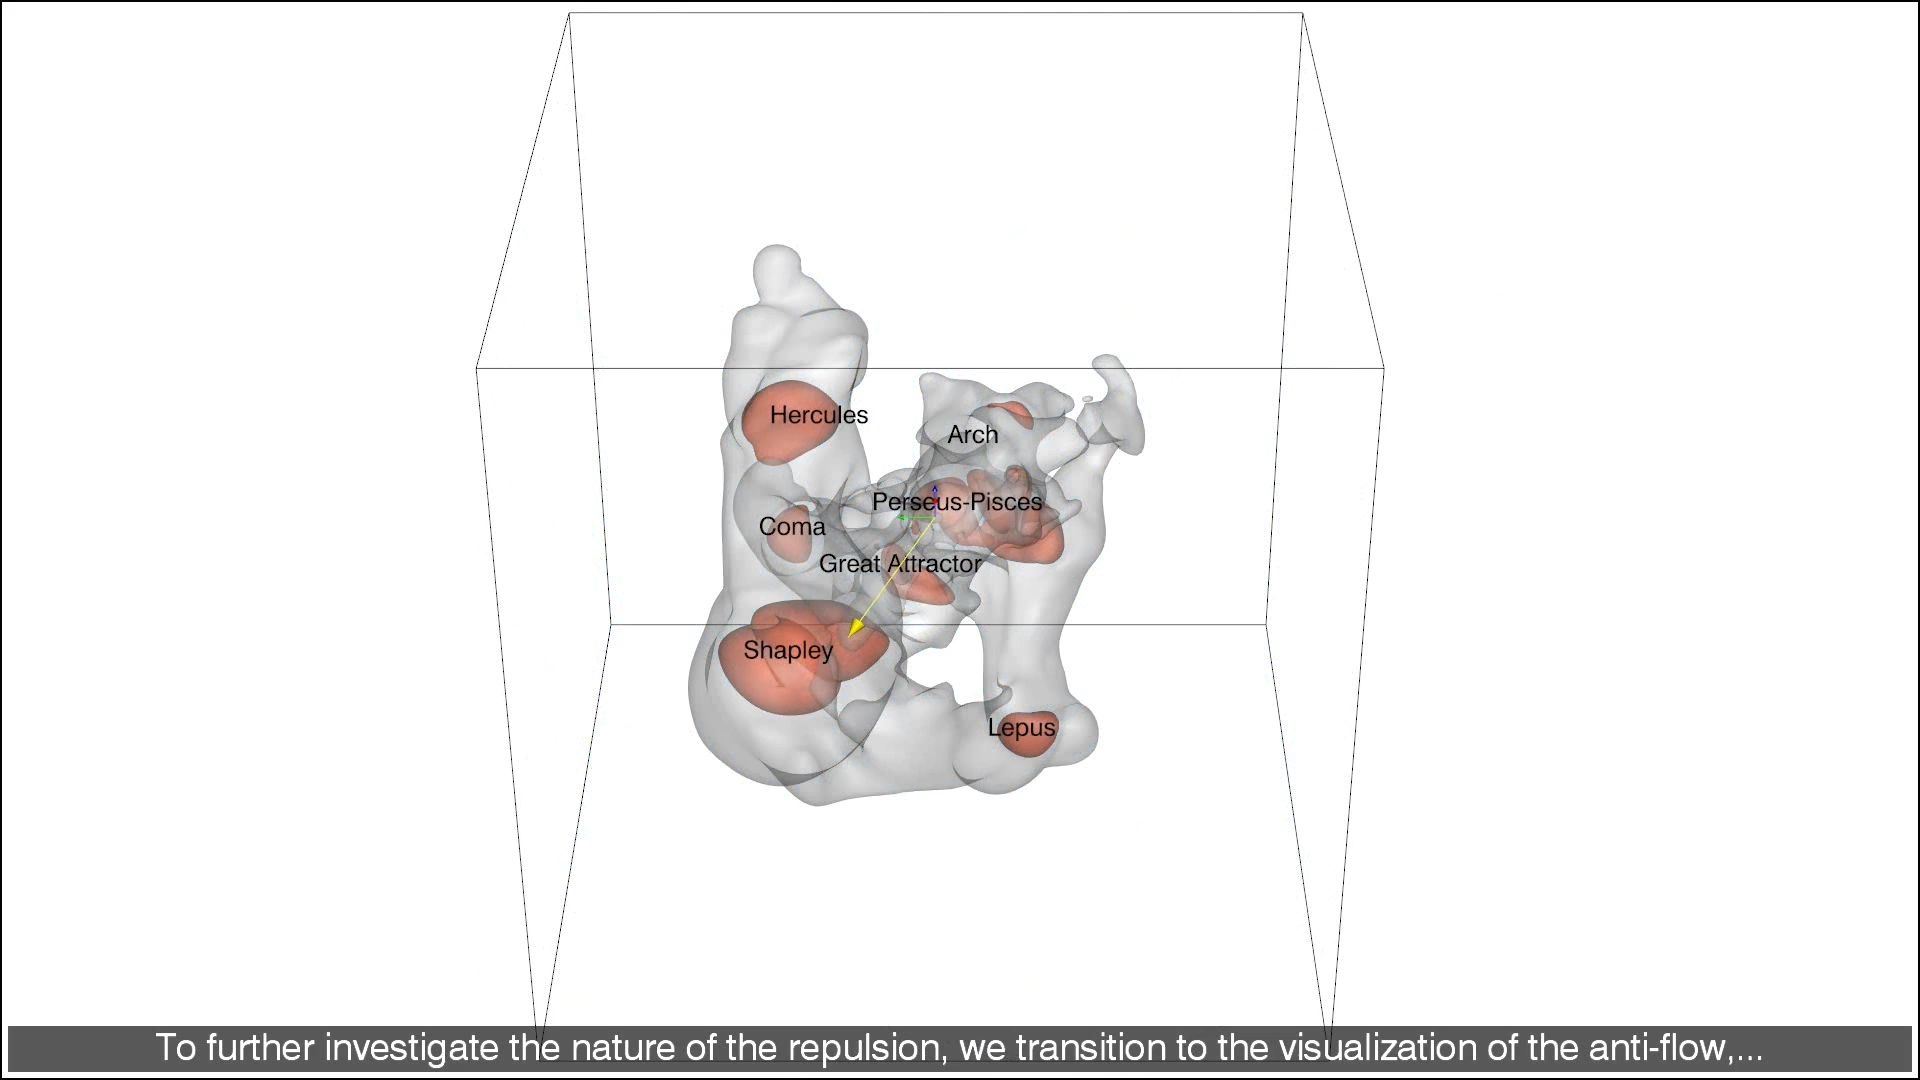 Hercules
Arch
Perseus-Pisces
Coma
Great Attractor
Shapley
Lepus
To further investigate the nature of the repulsion, we transition to the visualization of the anti-flow,...